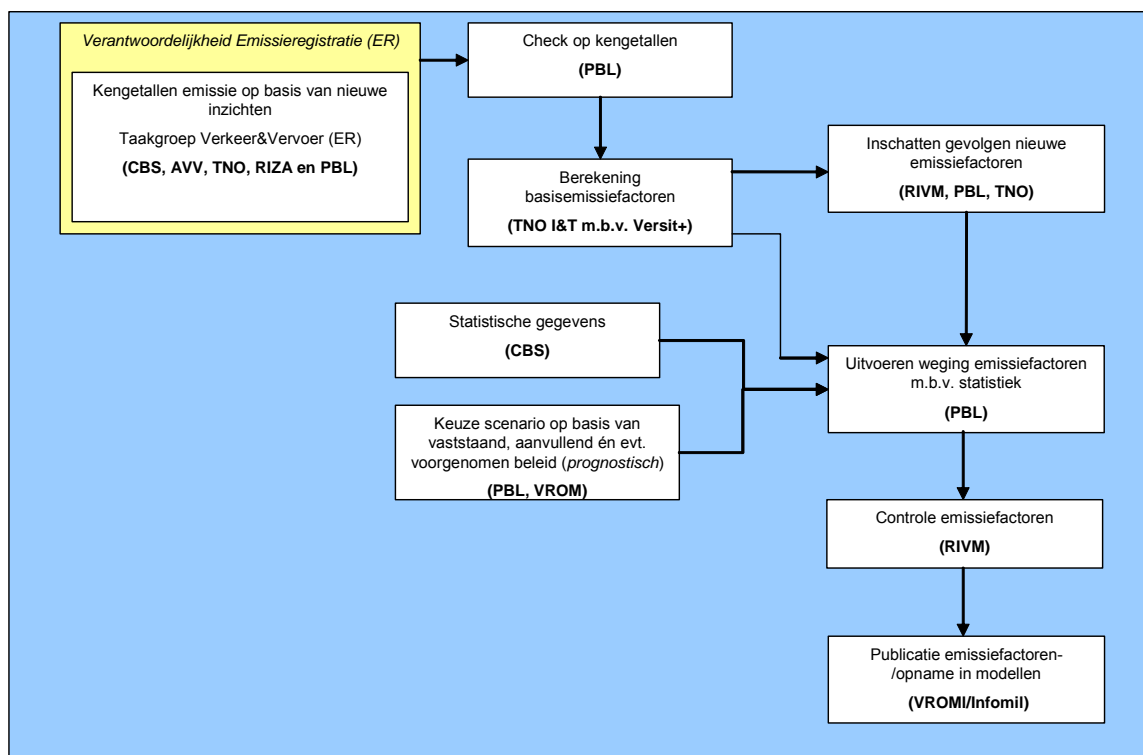 Verantwoordelijkheid Emissieregistratie (ER)
Kengetallen emissie op basis van nieuwe
inzichten
Taakgroep Verkeer&Vervoer (ER)
(CBS, AVV, TNO, RIZA en PBL)
Check op kengetallen
(PBL)
Berekening
basisemissiefactoren
(TNO I&T m.b.v. Versit+)
Inschatten gevolgen nieuwe
emissiefactoren
(RIVM, PBL, TNO)
Statistische gegevens
(CBS)
Keuze scenario op basis van
vaststaand, aanvullend én evt.
voorgenomen beleid (prognostisch)
(PBL, VROM)
Uitvoeren weging emissiefactoren
m.b.v. statistiek
(PBL)
Controle emissiefactoren
(RIVM)
Publicatie emissiefactoren-
/opname in modellen
(VROMI/Infomil)